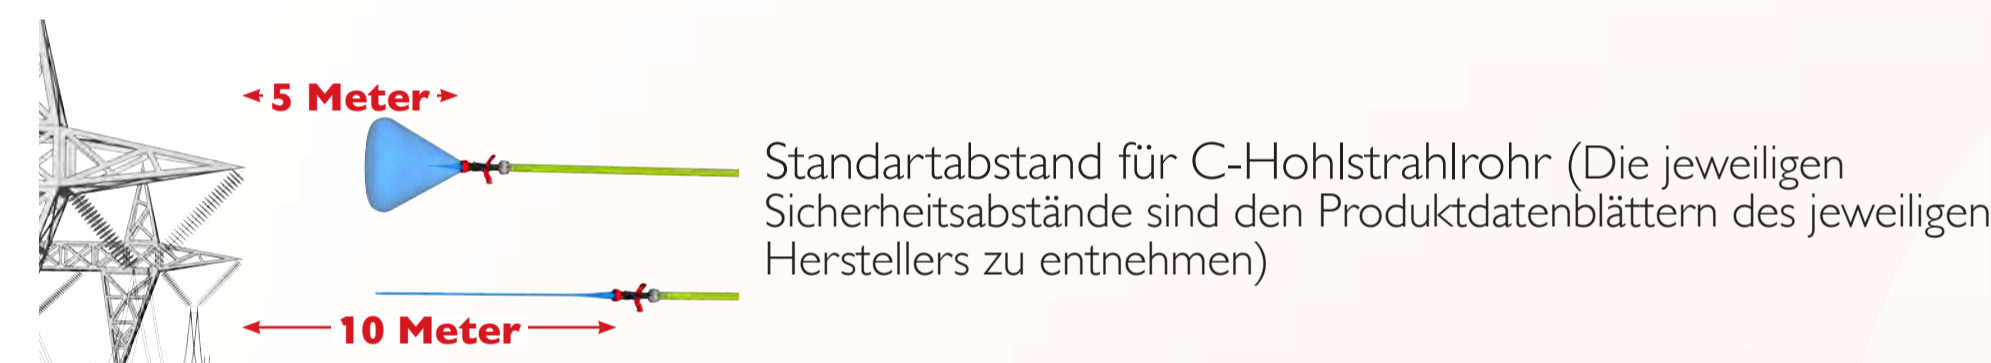 5 Meter
Standartabstand für C-Hohlstrahlrohr (Die jeweiligen
Sicherheitsabstände sind den Produktdatenblättern des jeweiligen
Herstellers zu entnehmen)
10 Meter